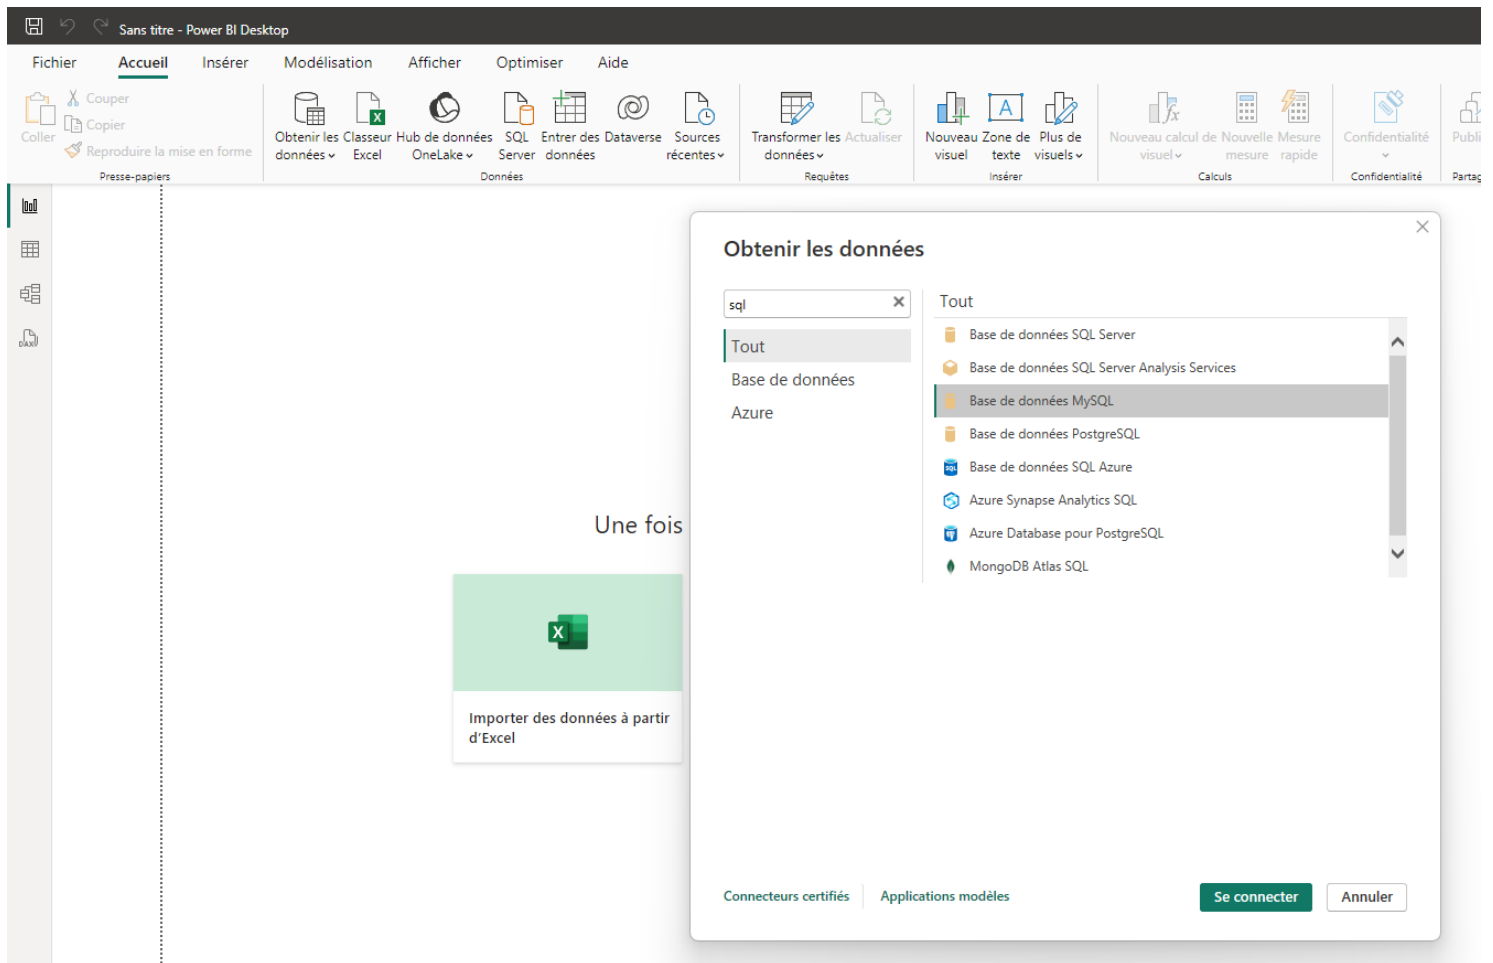 Sans titre - Power BI Desktop
Fichier Accueil Insérer Modélisation Afficher Optimiser Aide
Coller
Couper
Copier
Reproduire la mise en forme
Presse-papiers
Obtenir les données
Classeur Excel
Hub de données OneLake
SQL Server
Entrer des données
Dataverse
Sources récentes
Données
Transformer les données
Actualiser
Requêtes
Nouveau visuel
Zone de texte
Plus de visuels
Insérer
Nouveau calcul de visuel
Nouvelle mesure
Mesure rapide
Calculs
Confidentialité
Confidentialité
Publi
Partag
DAX
Une fois
Importer des données à partir
d'Excel
Obtenir les données
sql
Tout
Base de données
Azure
Tout
Base de données SQL Server
Base de données SQL Server Analysis Services
Base de données MySQL
Base de données PostgreSQL
SQL
Base de données SQL Azure
Azure Synapse Analytics SQL
Azure Database pour PostgreSQL
MongoDB Atlas SQL
Connecteurs certifiés
Applications modèles
Se connecter
Annuler